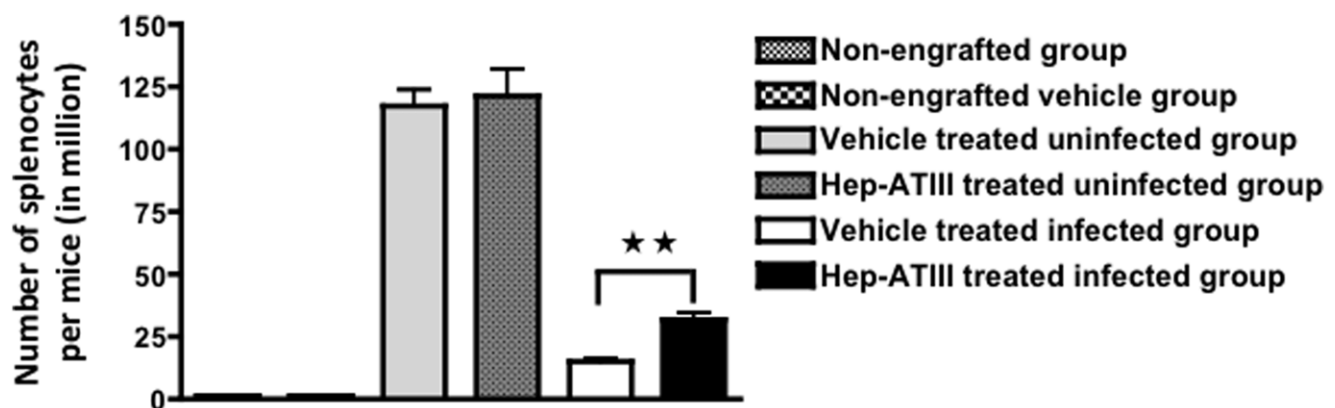 Number of splenocytes
per mice (in million)
150
125
100
75
50
25
0
★★
Non-engrafted group
Non-engrafted vehicle group
Vehicle treated uninfected group
Hep-ATIII treated uninfected group
Vehicle treated infected group
Hep-ATIII treated infected group